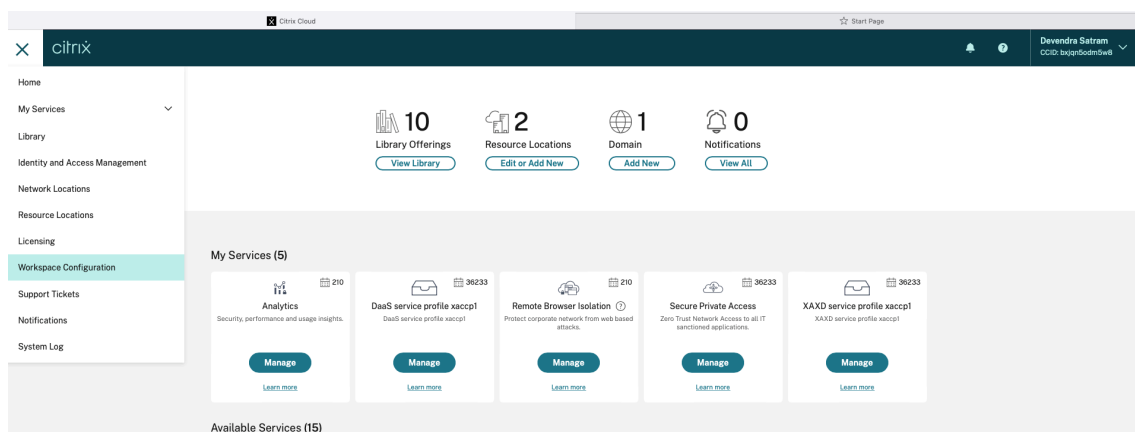 Citrix Cloud
Start Page
citrix
Devendra Satram
CCID: bxjqn5odm5w8
Home
My Services
Library
Identity and Access Management
Network Locations
Resource Locations
Licensing
Workspace Configuration
Support Tickets
Notifications
System Log
10
Library Offerings
View Library
2
Resource Locations
Edit or Add New
1
Domain
Add New
0
Notifications
View All
My Services (5)
210
Analytics
Security, performance and usage insights.
Manage
Learn more
36233
DaaS service profile xaccp1
DaaS service profile xaccp1
Manage
Learn more
210
Remote Browser Isolation ?
Protect corporate network from web based
attacks.
Manage
Learn more
36233
Secure Private Access
Zero Trust Network Access to all IT
sanctioned applications.
Manage
Learn more
36233
XAXD service profile xaccp1
XAXD service profile xaccp1
Manage
Learn more
Available Services (15)